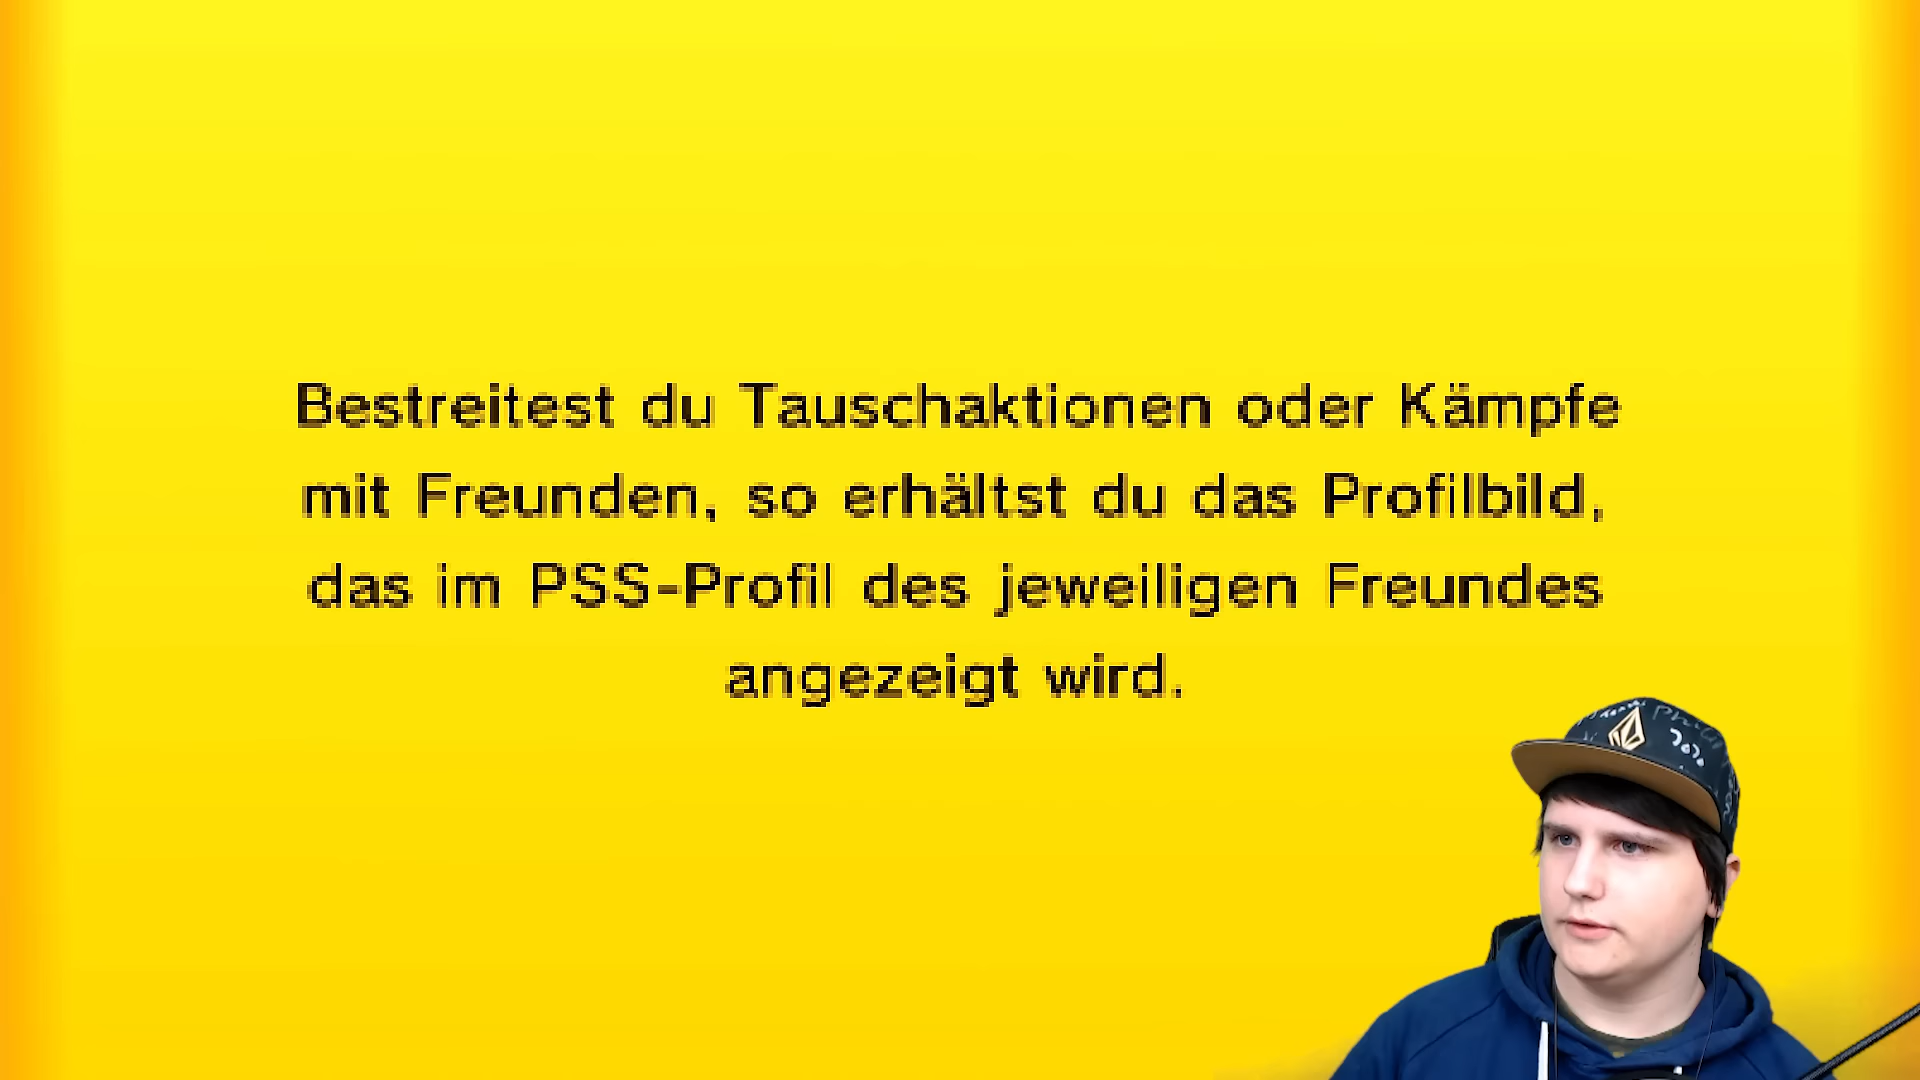 Bestreitest du Tauschaktionen oder Kämpfe
mit Freunden, so erhältst du das Profilbild,
das im PSS-Profil des jeweiligen Freundes
angezeigt wird.